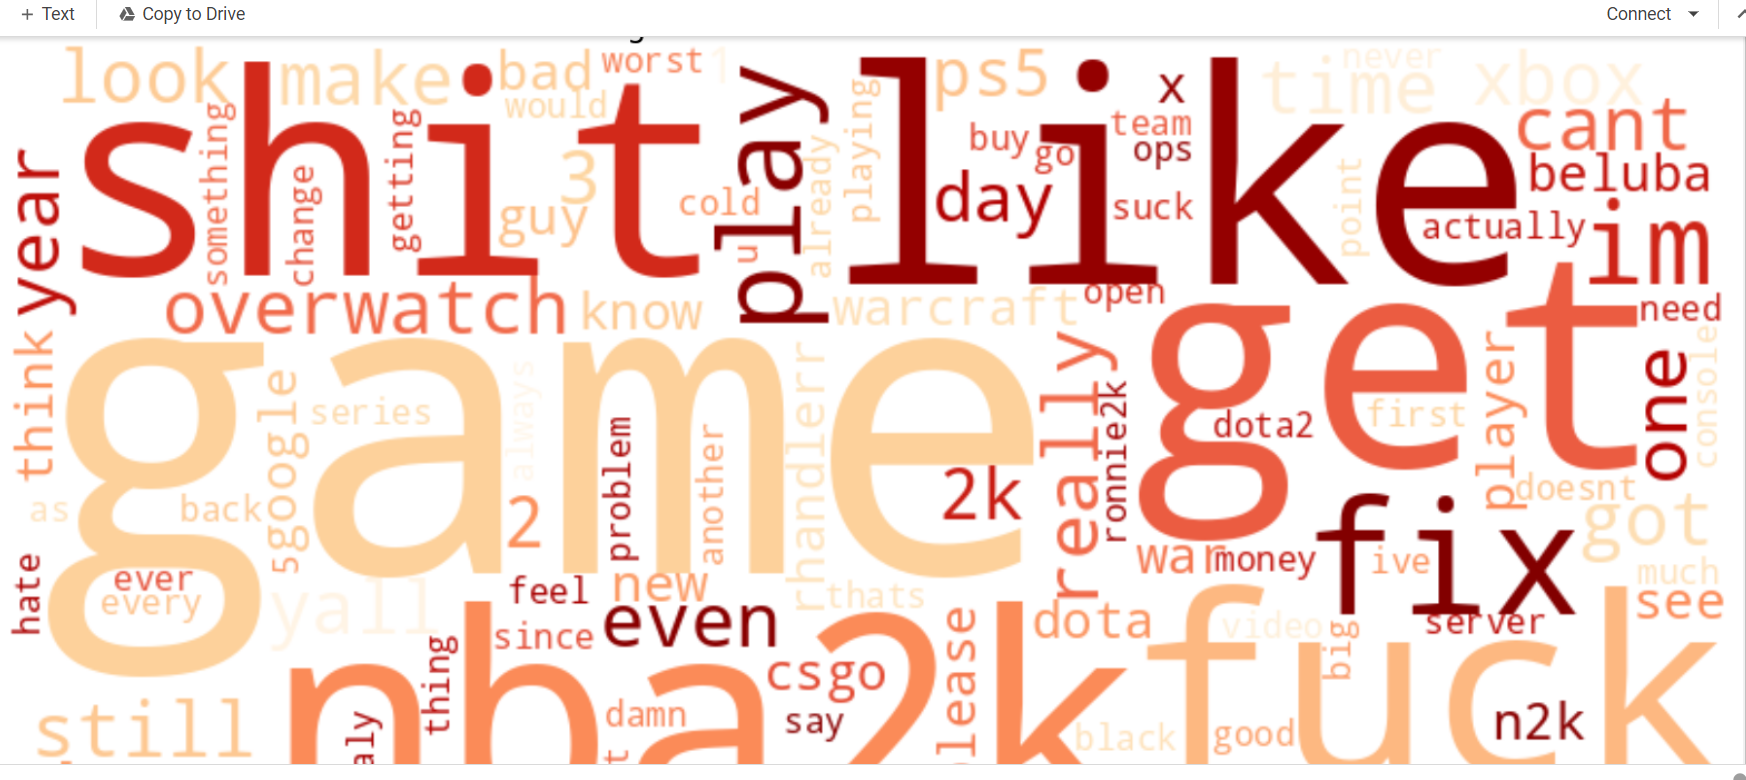 + Text
Copy to Drive
Connect
look
make
bad
worst
1
play
like
ps5
x
never
time
xbox
shit
something
change
getting
would
3
guy
cold
u
already
playing
buy
go
team
ops
day
suck
point
cant
beluba
actually
im
year
overwatch
know
warcraft
open
get
need
think
game
google
series
always
problem
another
rhandlerr
really
ronnie2k
dota2
first
player
one
console
as
back
5
2
2k
doesnt
got
hate
ever
every
yall
feel
new
even
thats
war
money
fix
ive
much
see
since
thing
csgo
please
dota
video
big
server
still
nba2k
damn
say
black
fuck
good
n2k